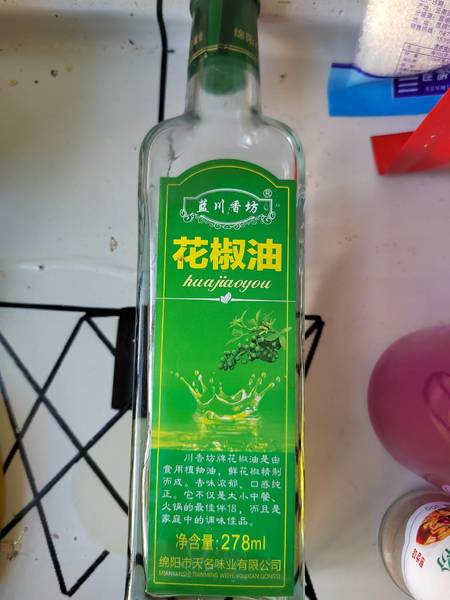 绵阳
蓝川香坊®
花椒油
huajiaoyou
川香坊牌花椒油是由
食用植物油,鲜花椒精制
而成。香味浓郁、口感纯
正。它不仅是大小中餐、
火锅的最佳伴侣,而且是
家庭中的调味佳品。
净含量:278ml
绵阳市天名味业有限公司